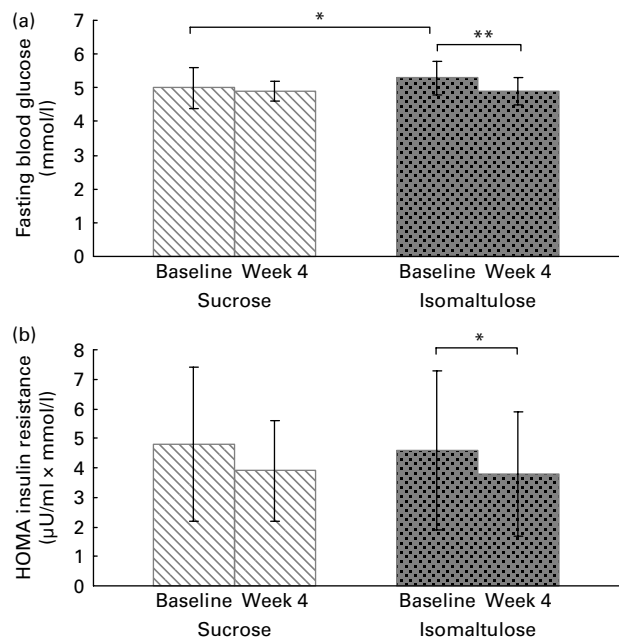 (a)
Fasting blood glucose
(mmol/l)
7
6
5
4
3
2
1
0
*
**
Baseline Week 4
Sucrose
Baseline Week 4
Isomaltulose
(b)
HOMA insulin resistance
(μU/ml × mmol/l)
8
7
6
5
4
3
2
1
0
*
Baseline Week 4
Sucrose
Baseline Week 4
Isomaltulose